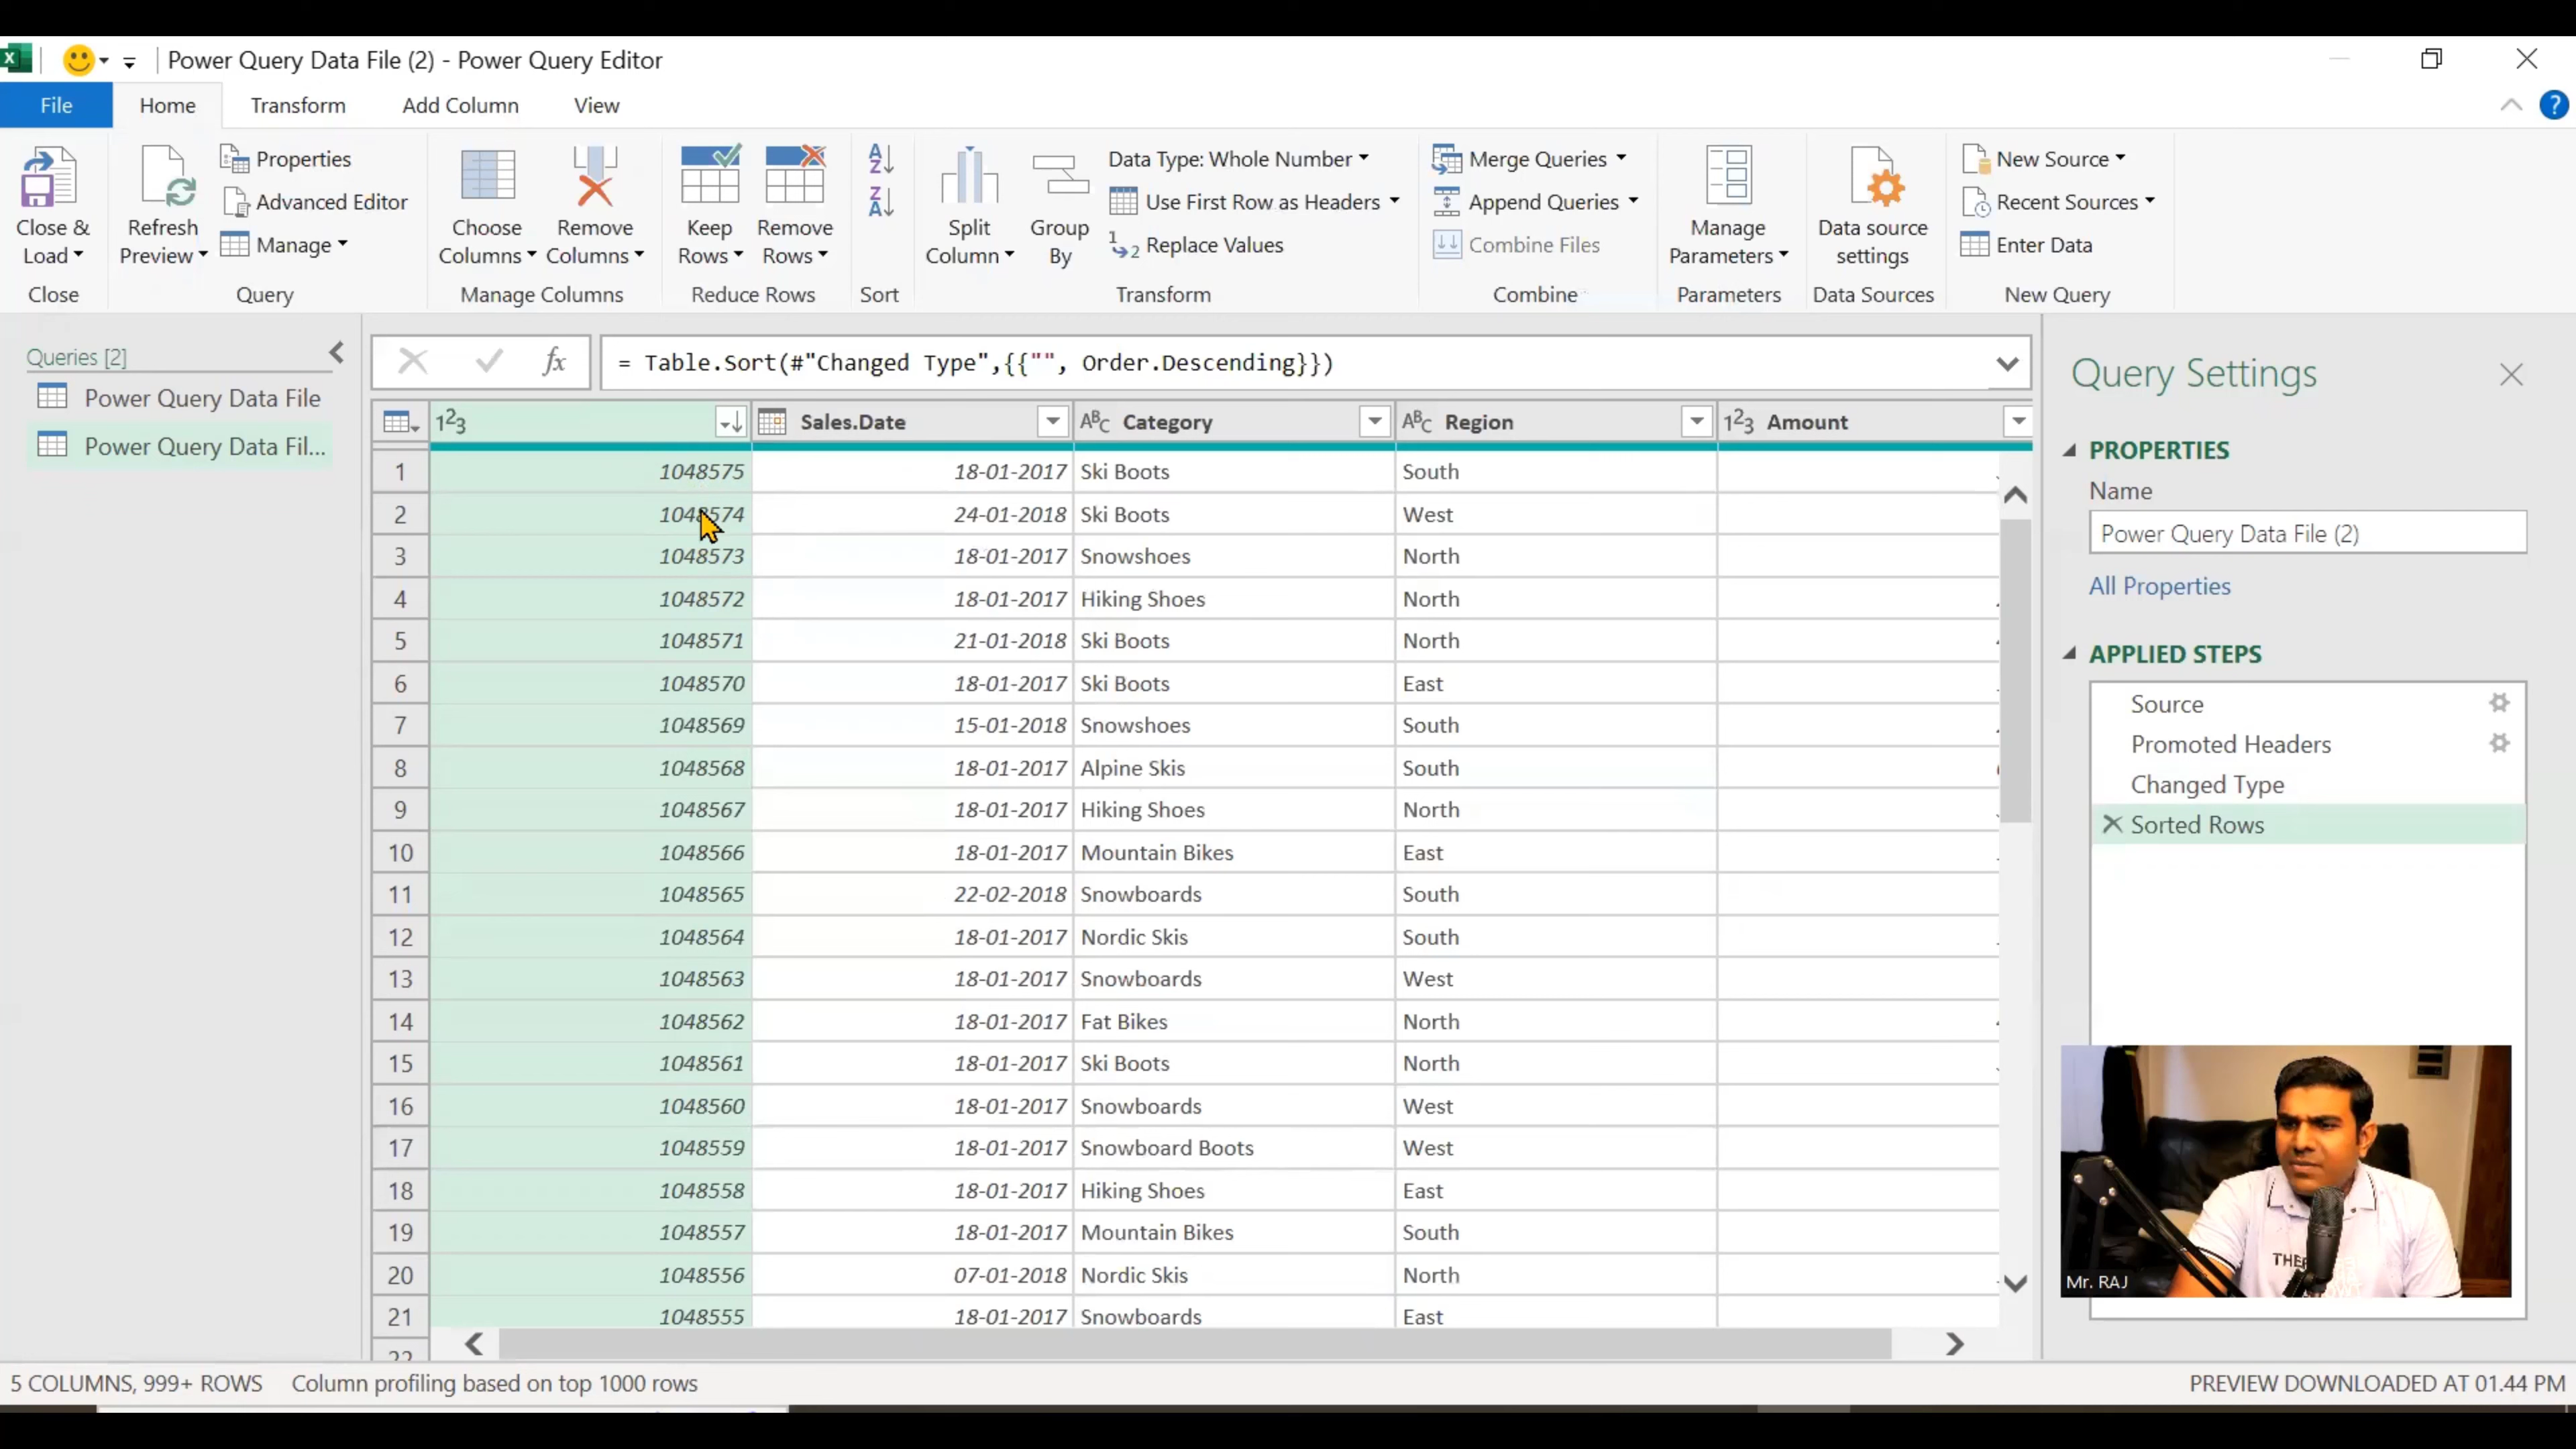 Power Query Data File (2) - Power Query Editor
File Home Transform Add Column View
Close & Load
Close
Refresh Preview
Properties
Advanced Editor
Manage
Query
Choose Columns
Remove Columns
Manage Columns
Keep Rows
Remove Rows
Reduce Rows
Sort
Split Column
Group By
Data Type: Whole Number
Use First Row as Headers
Replace Values
Transform
Merge Queries
Append Queries
Combine Files
Combine
Manage Parameters
Parameters
Data source settings
Data Sources
New Source
Recent Sources
Enter Data
New Query
Queries [2]
Power Query Data File
Power Query Data Fil...
fx = Table.Sort(#"Changed Type",{{"", Order.Descending}})
123 Sales.Date ABC Category ABC Region 123 Amount
1 1048575 18-01-2017 Ski Boots South
2 1048574 24-01-2018 Ski Boots West
3 1048573 18-01-2017 Snowshoes North
4 1048572 18-01-2017 Hiking Shoes North
5 1048571 21-01-2018 Ski Boots North
6 1048570 18-01-2017 Ski Boots East
7 1048569 15-01-2018 Snowshoes South
8 1048568 18-01-2017 Alpine Skis South
9 1048567 18-01-2017 Hiking Shoes North
10 1048566 18-01-2017 Mountain Bikes East
11 1048565 22-02-2018 Snowboards South
12 1048564 18-01-2017 Nordic Skis South
13 1048563 18-01-2017 Snowboards West
14 1048562 18-01-2017 Fat Bikes North
15 1048561 18-01-2017 Ski Boots North
16 1048560 18-01-2017 Snowboards West
17 1048559 18-01-2017 Snowboard Boots West
18 1048558 18-01-2017 Hiking Shoes East
19 1048557 18-01-2017 Mountain Bikes South
20 1048556 07-01-2018 Nordic Skis North
21 1048555 18-01-2017 Snowboards East
22
Query Settings
PROPERTIES
Name
Power Query Data File (2)
All Properties
APPLIED STEPS
Source
Promoted Headers
Changed Type
Sorted Rows
Mr. RAJ
5 COLUMNS, 999+ ROWS Column profiling based on top 1000 rows
PREVIEW DOWNLOADED AT 01.44 PM